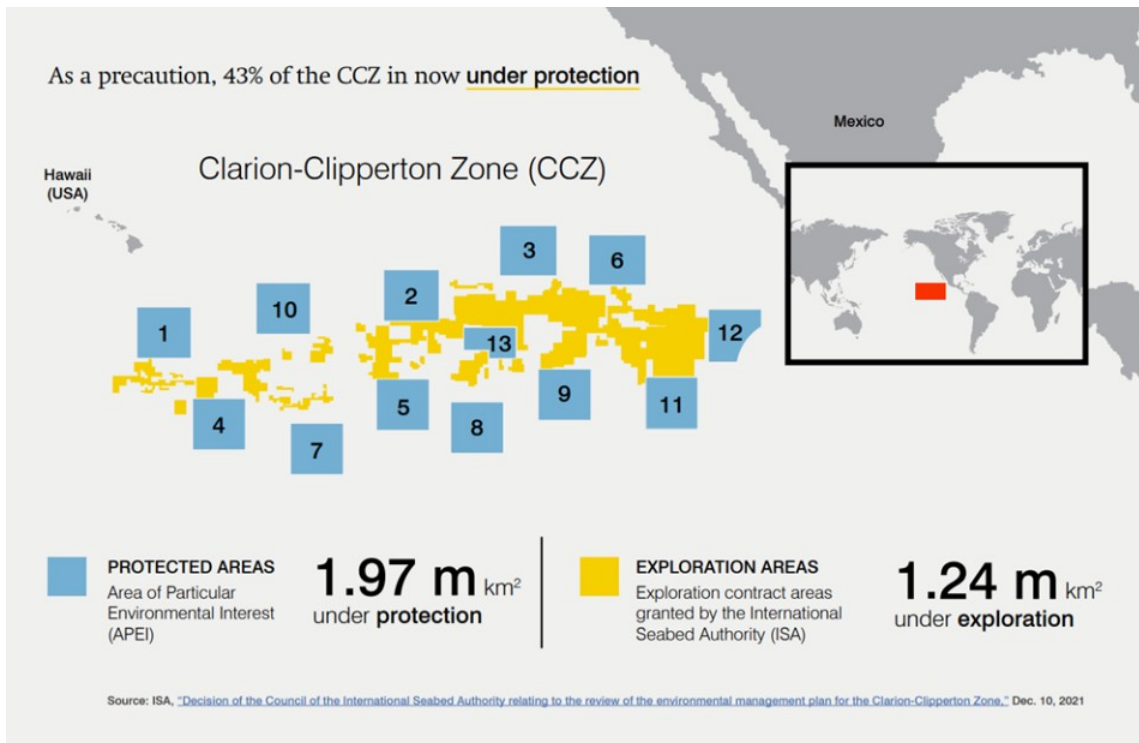 As a precaution, 43% of the CCZ in now under protection
Mexico
Clarion-Clipperton Zone (CCZ)
Hawaii
(USA)
3
6
2
10
1
12
13
9
5
11
4
8
7
PROTECTED AREAS
Area of Particular
Environmental Interest
(APEI)
1.97 m km²
under protection
EXPLORATION AREAS
Exploration contract areas
granted by the International
Seabed Authority (ISA)
1.24 m km²
under exploration
Source: ISA, "Decision of the Council of the International Seabed Authority relating to the review of the environmental management plan for the Clarion-Clipperton Zone," Dec. 10, 2021